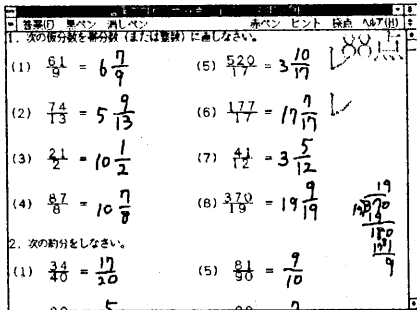 答案(F) 黒ペン 消しペン 赤ペン ヒント 採点 ヘルプ(H)
1. 次の仮分数を帯分数（または整数）に直しなさい。
(1) 61/9 = 6 7/9 (5) 520/17 = 3 10/17
(2) 74/13 = 5 9/13 (6) 177/17 = 17 7/17
(3) 21/2 = 10 1/2 (7) 41/12 = 3 5/12
(4) 87/8 = 10 7/8 (8) 370/19 = 19 9/19
2. 次の約分をしなさい。
(1) 34/40 = 17/20 (5) 81/90 = 9/10